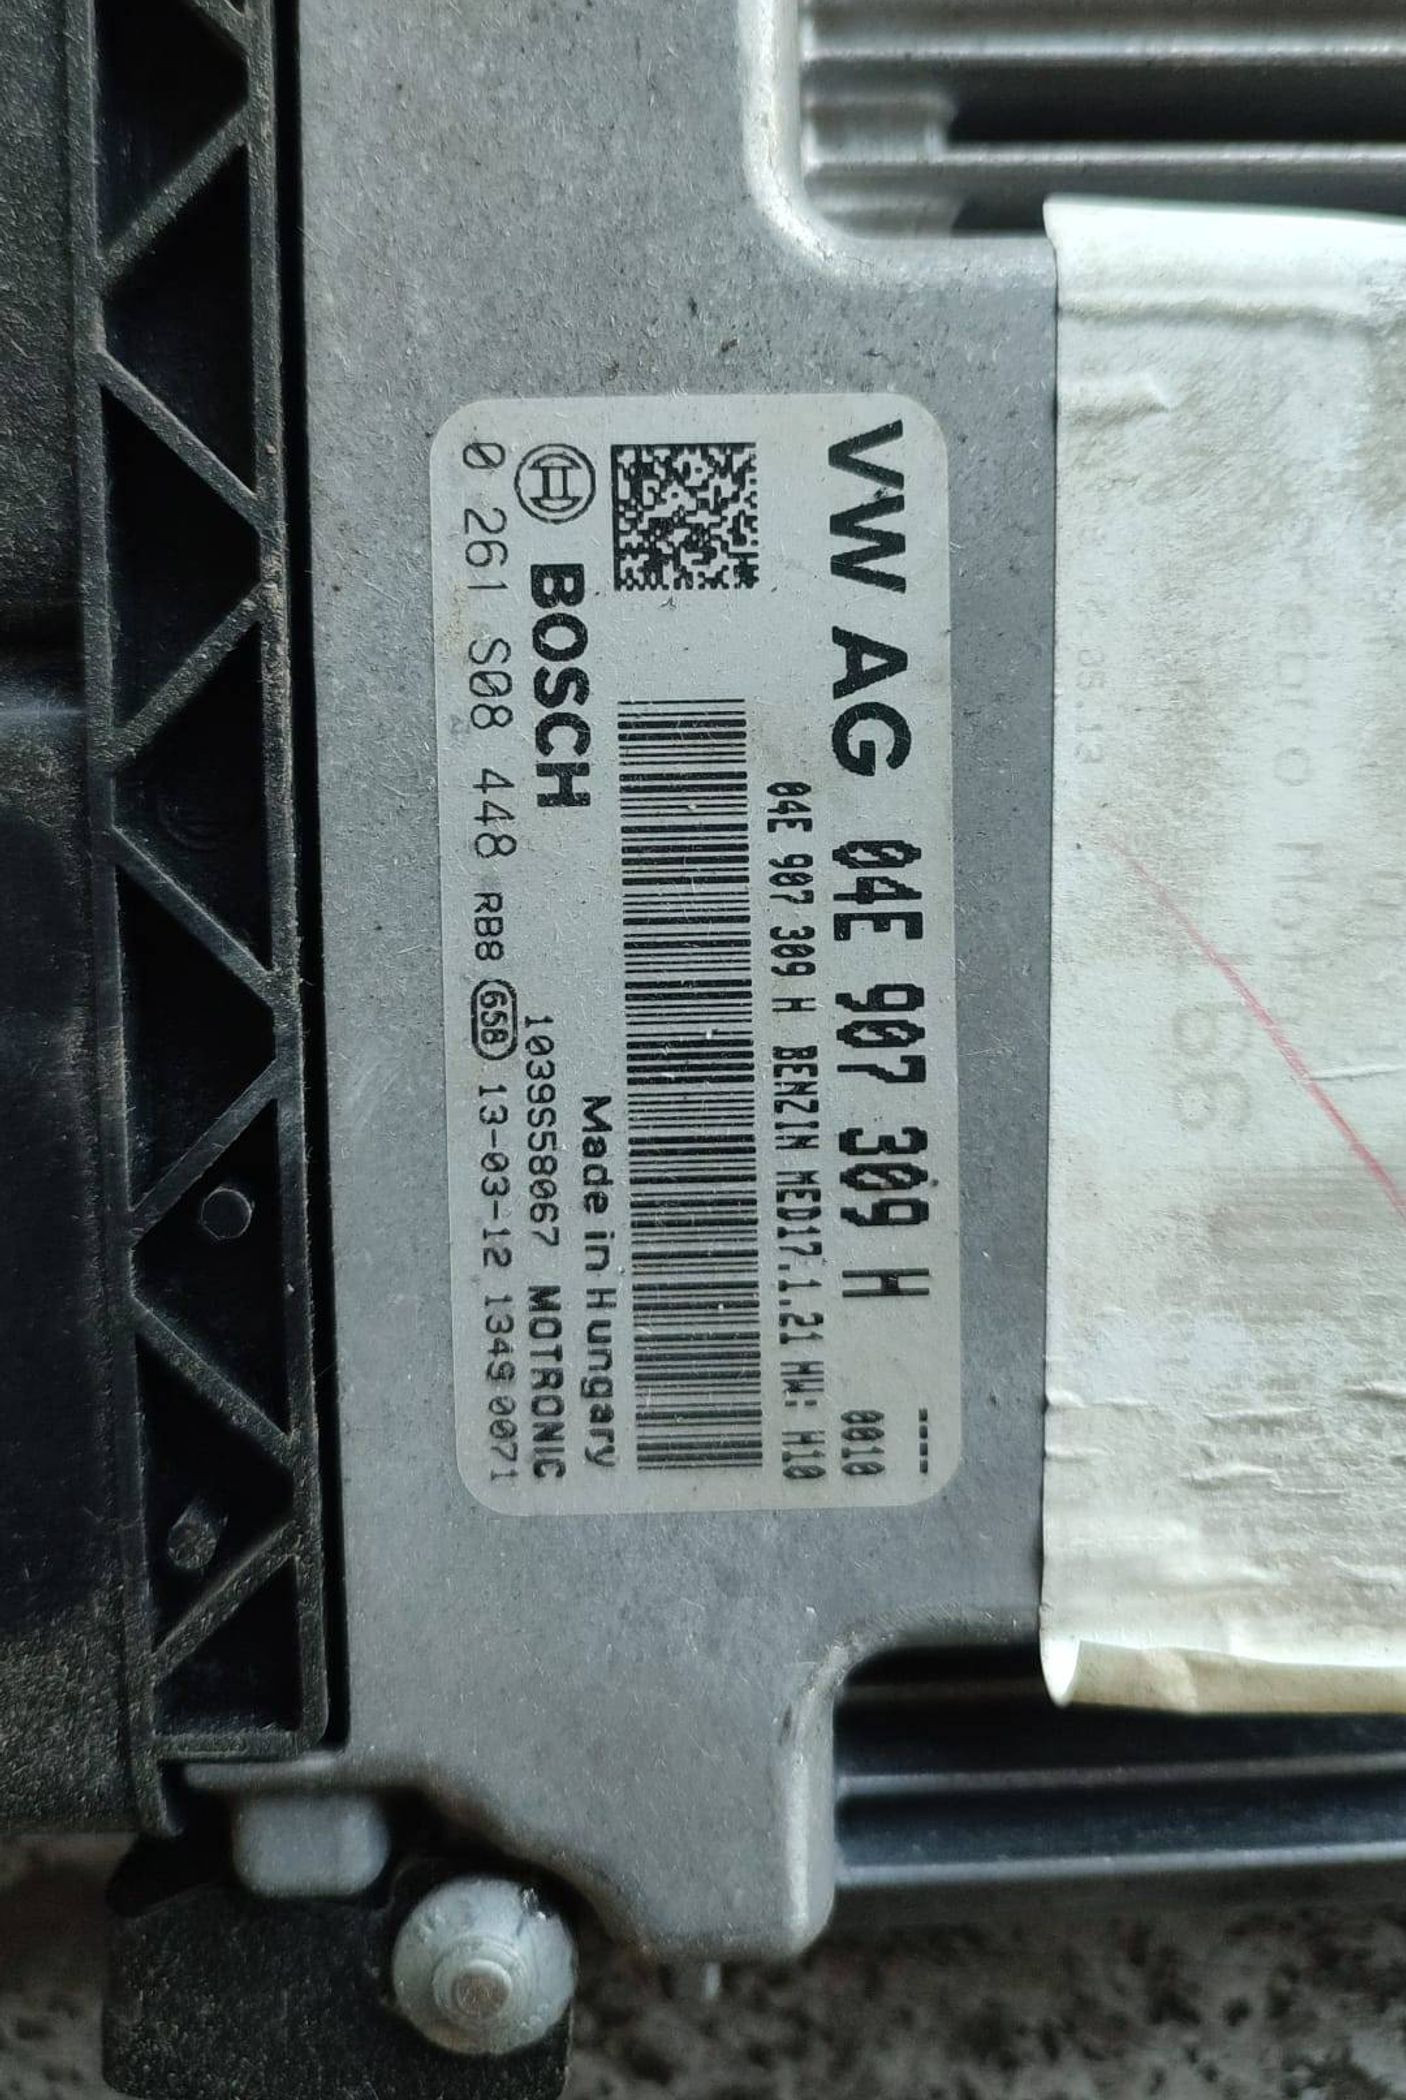 VW AG 04E 907 309 H ----
0010
04E 907 309 H BENZIN MED17.1.21 HW: H10
Made in Hungary
BOSCH 1039S58067 MOTRONIC
0 261 S08 448 RB8 65B 13-03-12 1349 0071